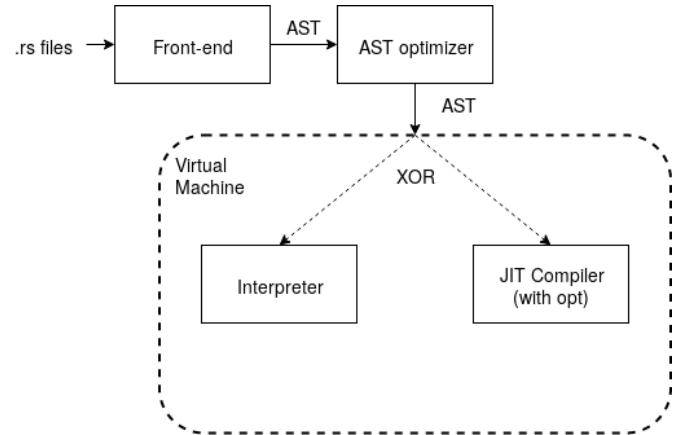 .rs files
Front-end
AST
AST optimizer
AST
Virtual
Machine
XOR
Interpreter
JIT Compiler
(with opt)